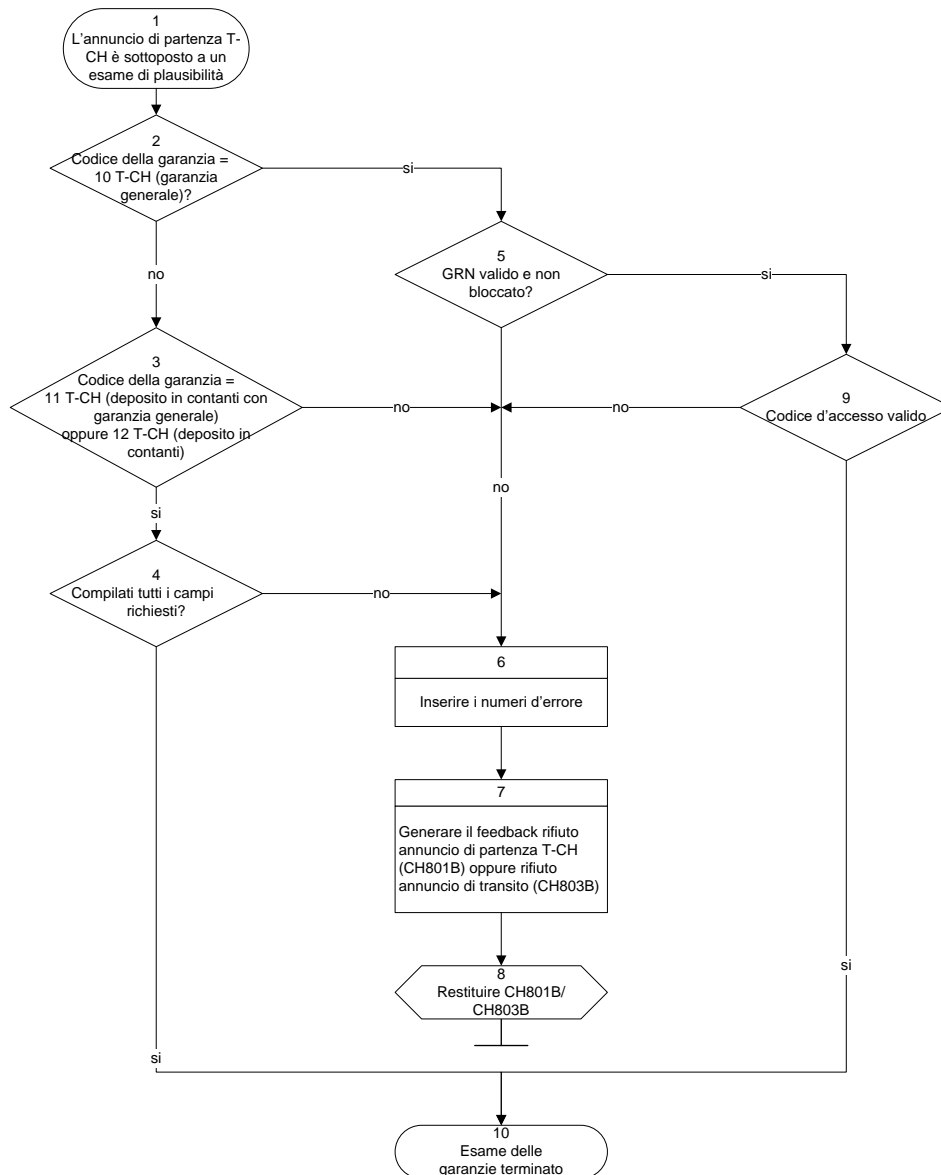 1
L'annuncio di partenza T-
CH è sottoposto a un
esame di plausibilità
2
Codice della garanzia =
10 T-CH (garanzia
generale)?
si
no
5
GRN valido e non
bloccato?
si
3
Codice della garanzia =
11 T-CH (deposito in contanti con
garanzia generale)
oppure 12 T-CH (deposito in
contanti)
no
no
9
Codice d'accesso valido
no
si
4
Compilati tutti i campi
richiesti?
no
6
Inserire i numeri d'errore
7
Generare il feedback rifiuto
annuncio di partenza T-CH
(CH801B) oppure rifiuto
annuncio di transito (CH803B)
8
Restituire CH801B/
CH803B
si
si
10
Esame delle
garanzie terminato